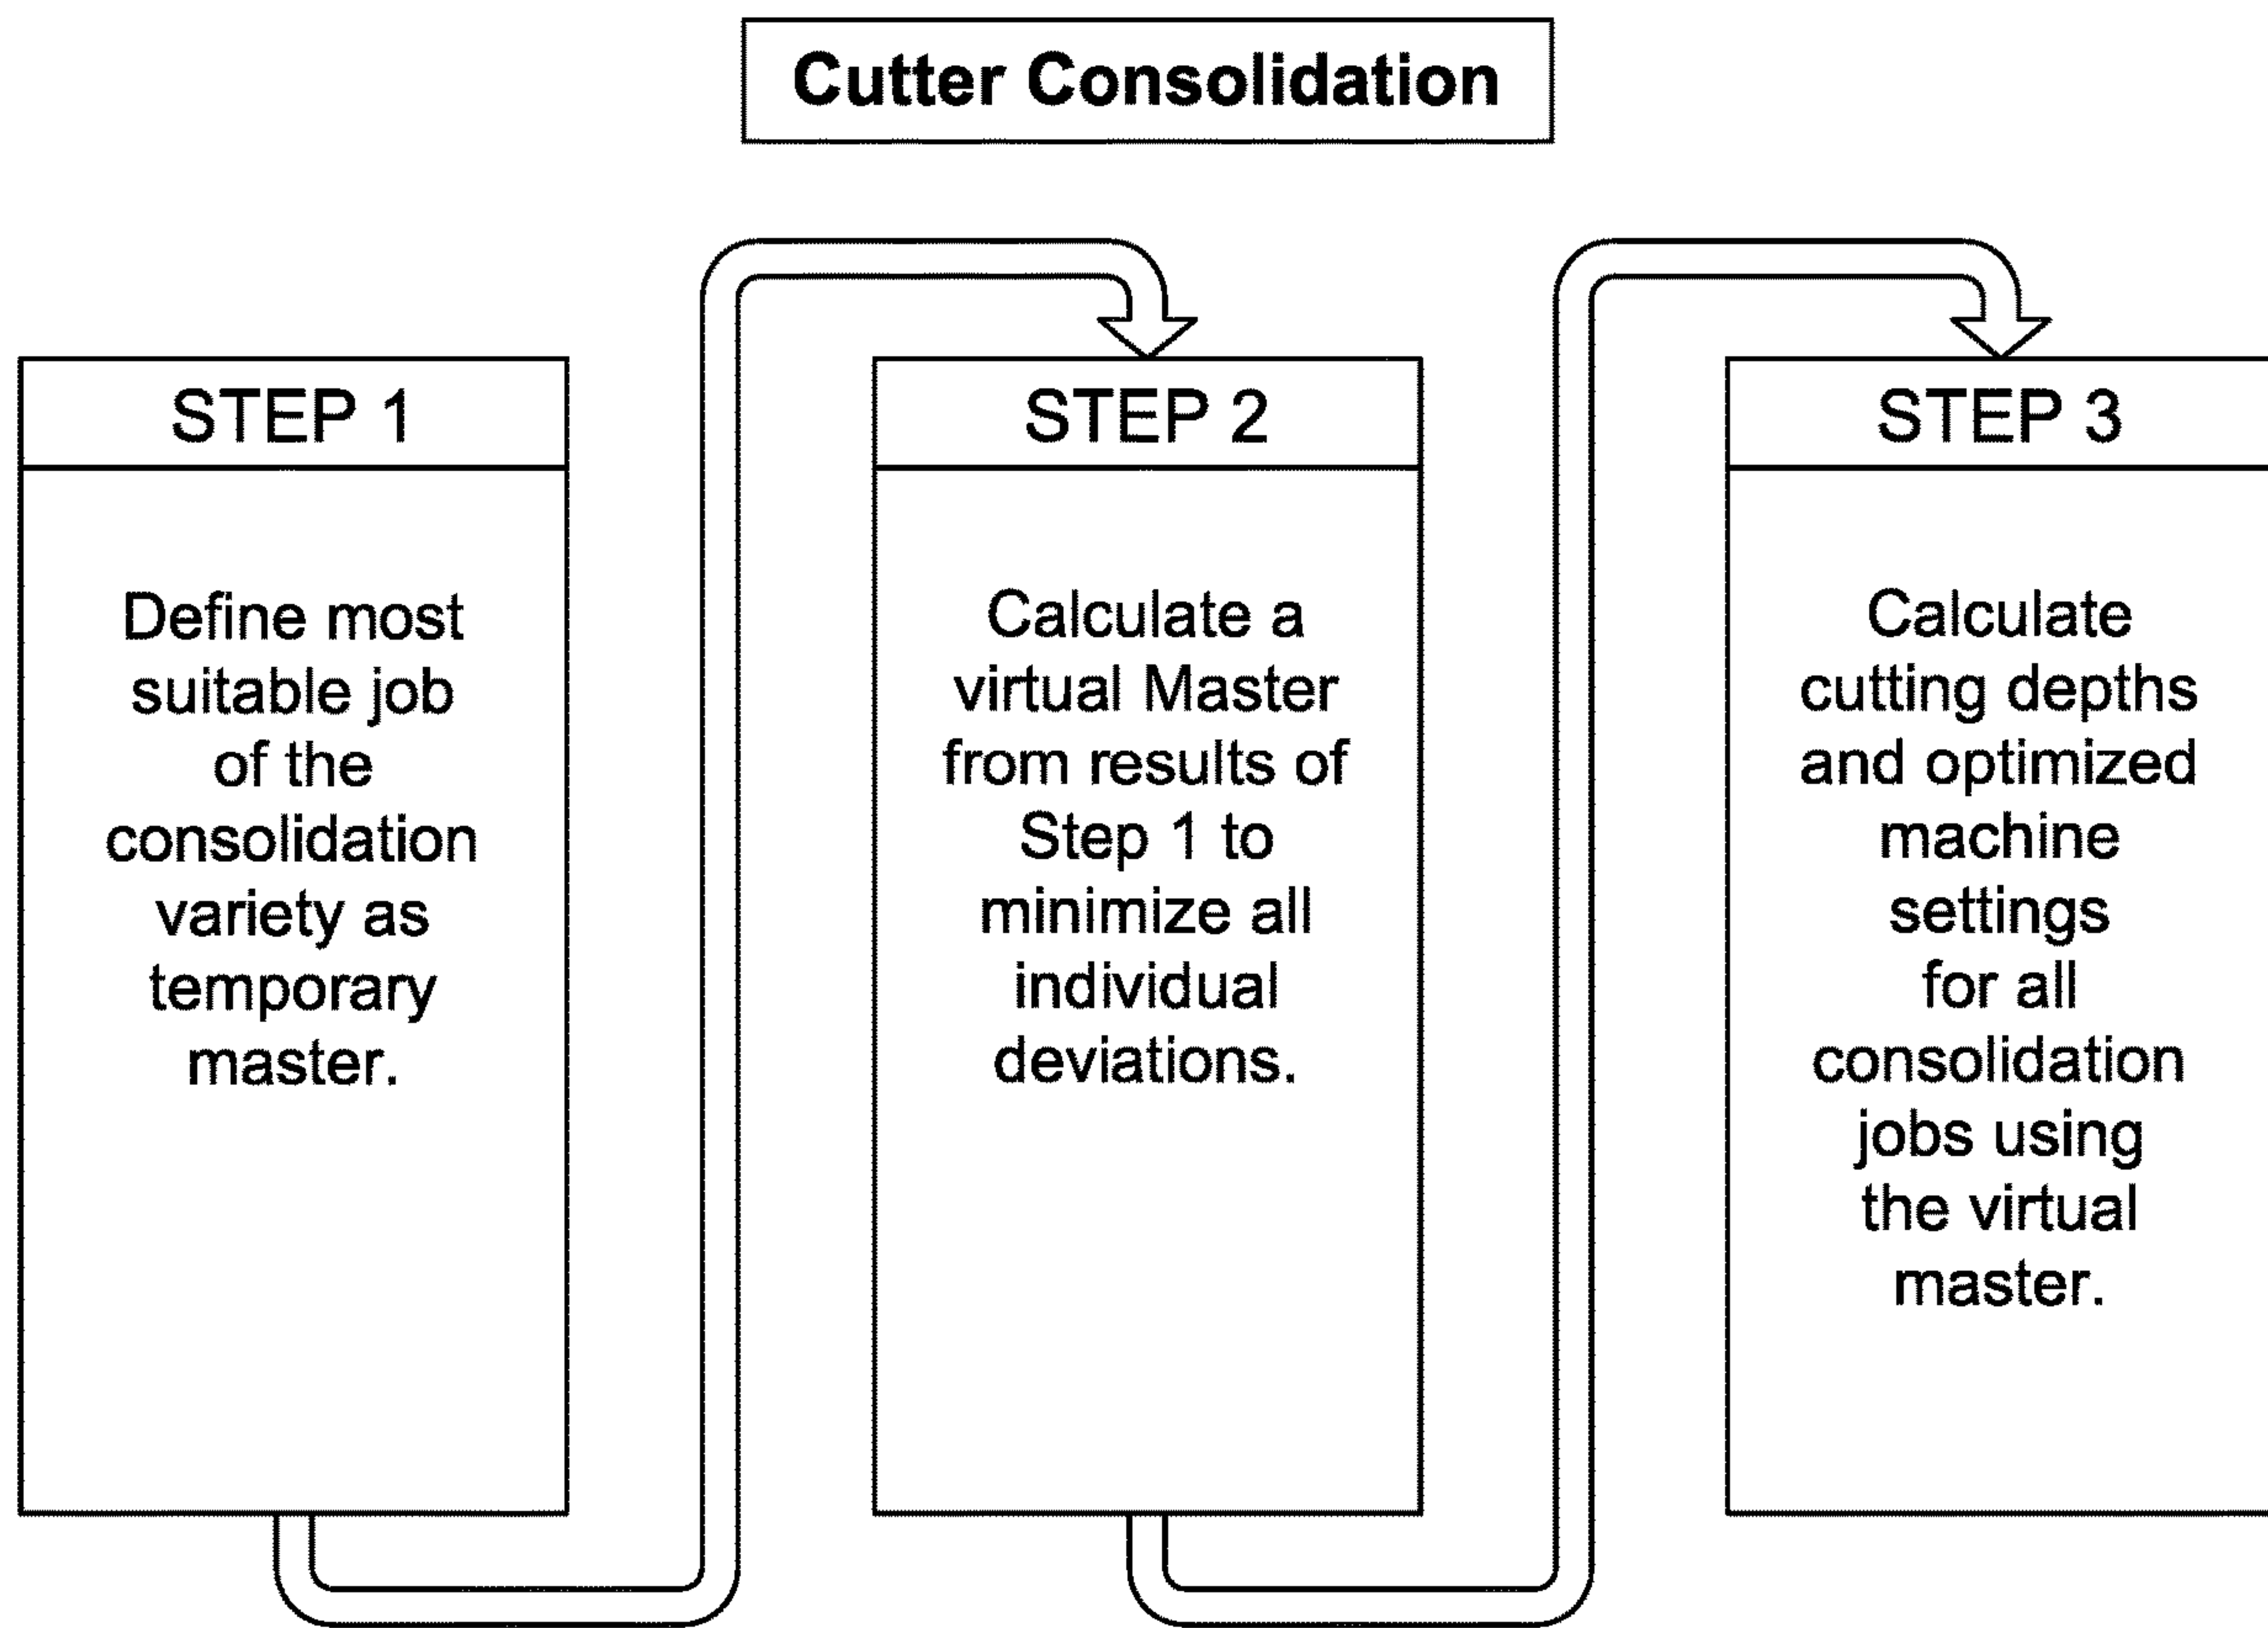 Cutter Consolidation
STEP 1
Define most
suitable job
of the
consolidation
variety as
temporary
master.
STEP 2
Calculate a
virtual Master
from results of
Step 1 to
minimize all
individual
deviations.
STEP 3
Calculate
cutting depths
and optimized
machine
settings
for all
consolidation
jobs using
the virtual
master.